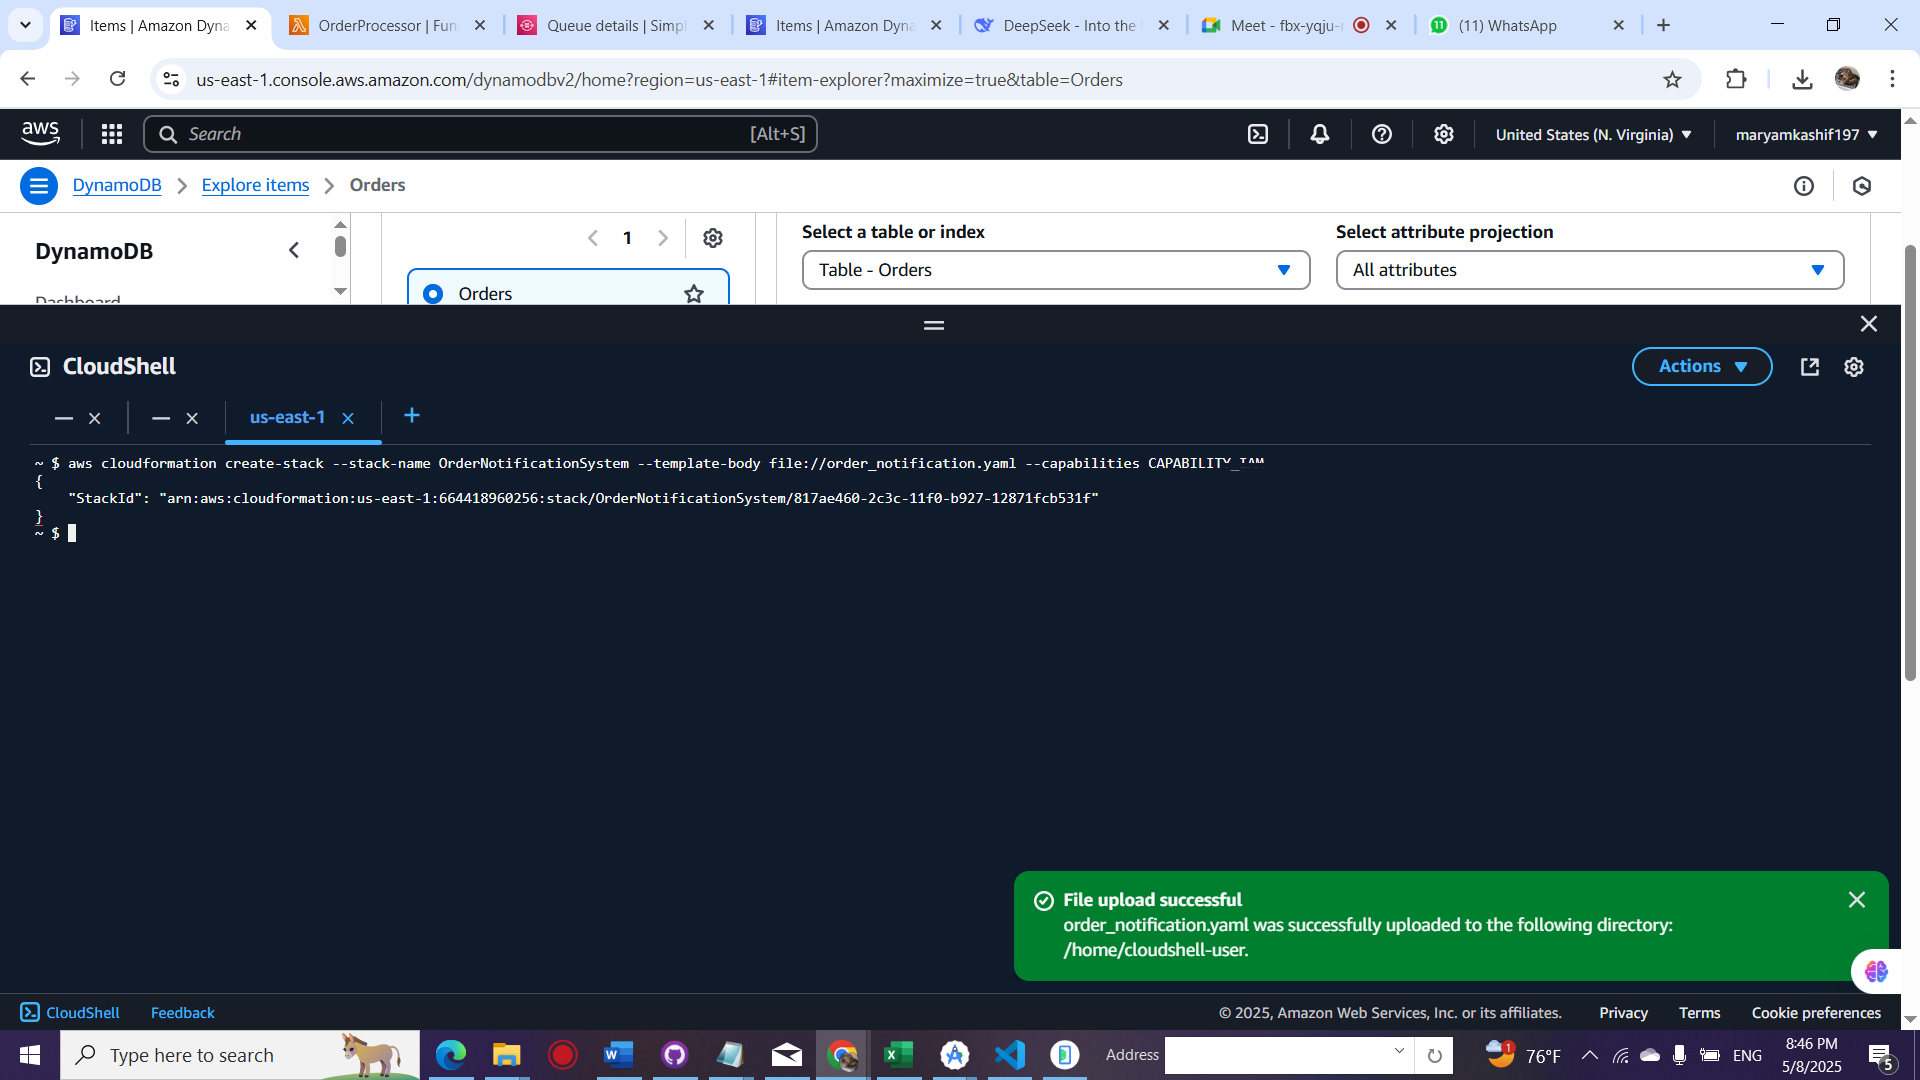 Items | Amazon Dyna
OrderProcessor | Fun
Queue details | Simpl
Items | Amazon Dyna
DeepSeek - Into the
Meet - fbx-yqju-
(11) WhatsApp
us-east-1.console.aws.amazon.com/dynamodbv2/home?region=us-east-1#item-explorer?maximize=true&table=Orders
aws
Search
[Alt+S]
United States (N. Virginia)
maryamkashif197
DynamoDB
Explore items
Orders
DynamoDB
Dashboard
1
Orders
Select a table or index
Table - Orders
Select attribute projection
All attributes
CloudShell
Actions
us-east-1
~ $ aws cloudformation create-stack --stack-name OrderNotificationSystem --template-body file://order_notification.yaml --capabilities CAPABILITY_IAM
{
"StackId": "arn:aws:cloudformation:us-east-1:664418960256:stack/OrderNotificationSystem/817ae460-2c3c-11f0-b927-12871fcb531f"
}
~ $
File upload successful
order_notification.yaml was successfully uploaded to the following directory:
/home/cloudshell-user.
CloudShell
Feedback
© 2025, Amazon Web Services, Inc. or its affiliates.
Privacy
Terms
Cookie preferences
Type here to search
Address
1
76°F
ENG
8:46 PM
5/8/2025
5